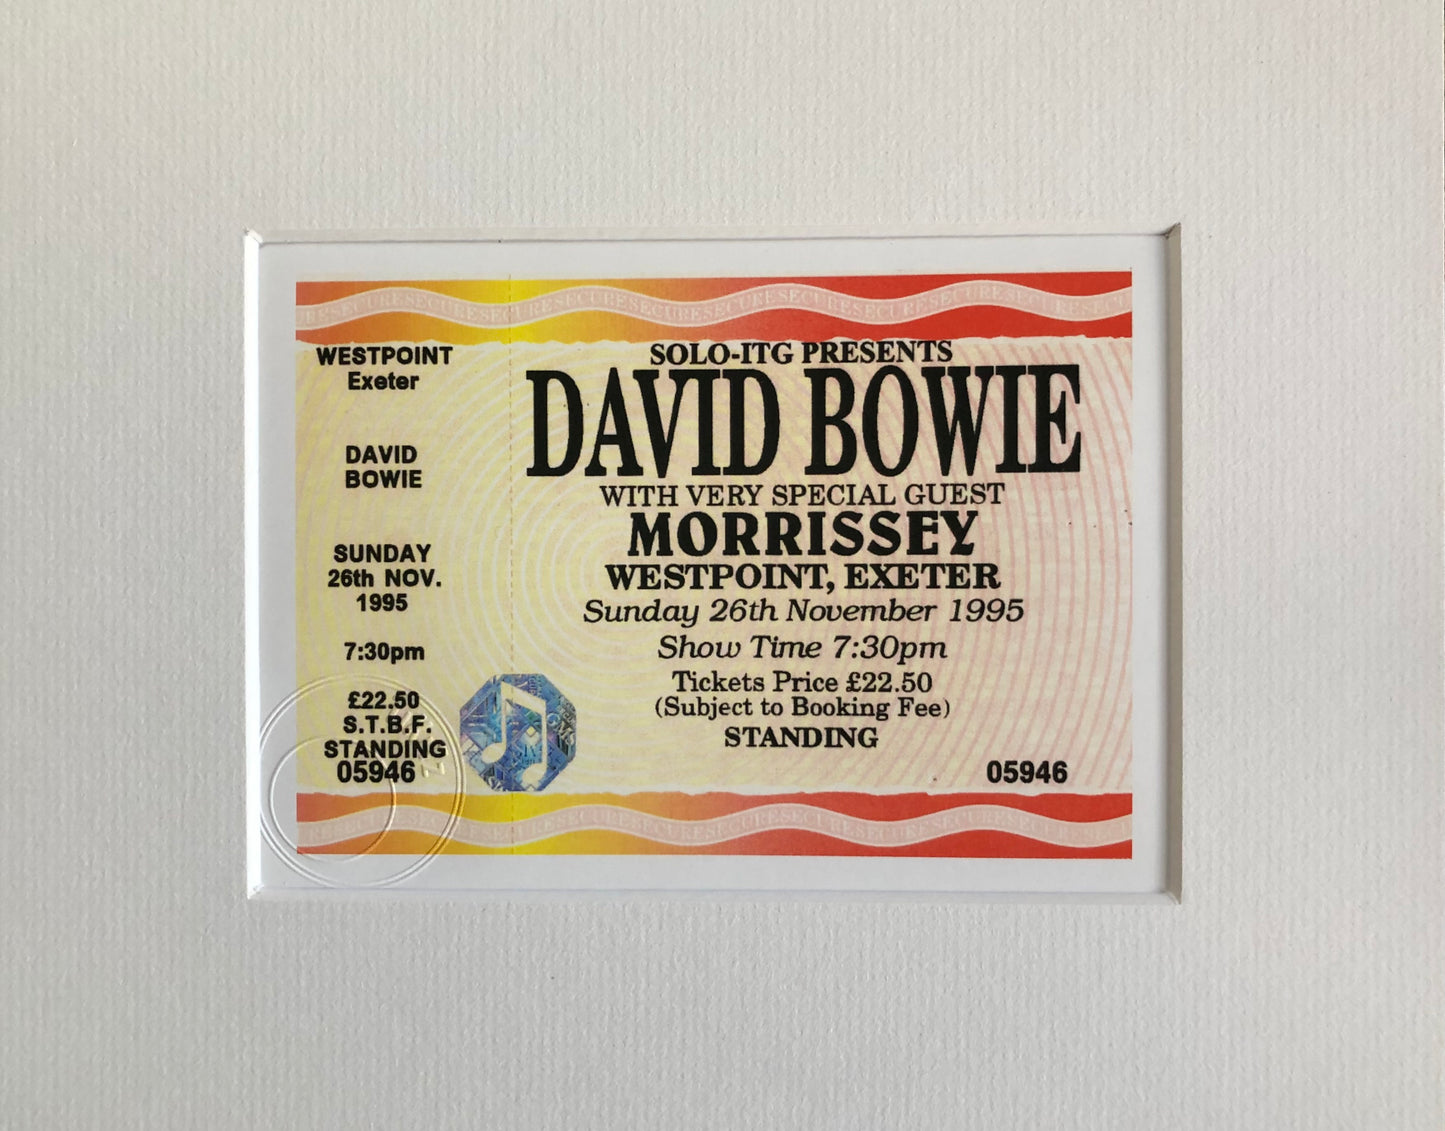 RESECURESECURESECURESECURESECURESECURESECURESECUREC
WESTPOINT
Exeter
DAVID
BOWIE
SUNDAY
26th NOV.
1995
7:30pm
£22.50
S.T.B.F.
STANDING
05946
SOLO-ITG PRESENTS
DAVID BOWIE
WITH VERY SPECIAL GUEST
MORRISSEY
WESTPOINT, EXETER
Sunday 26th November 1995
Show Time 7:30pm
Tickets Price £22.50
(Subject to Booking Fee)
STANDING
05946